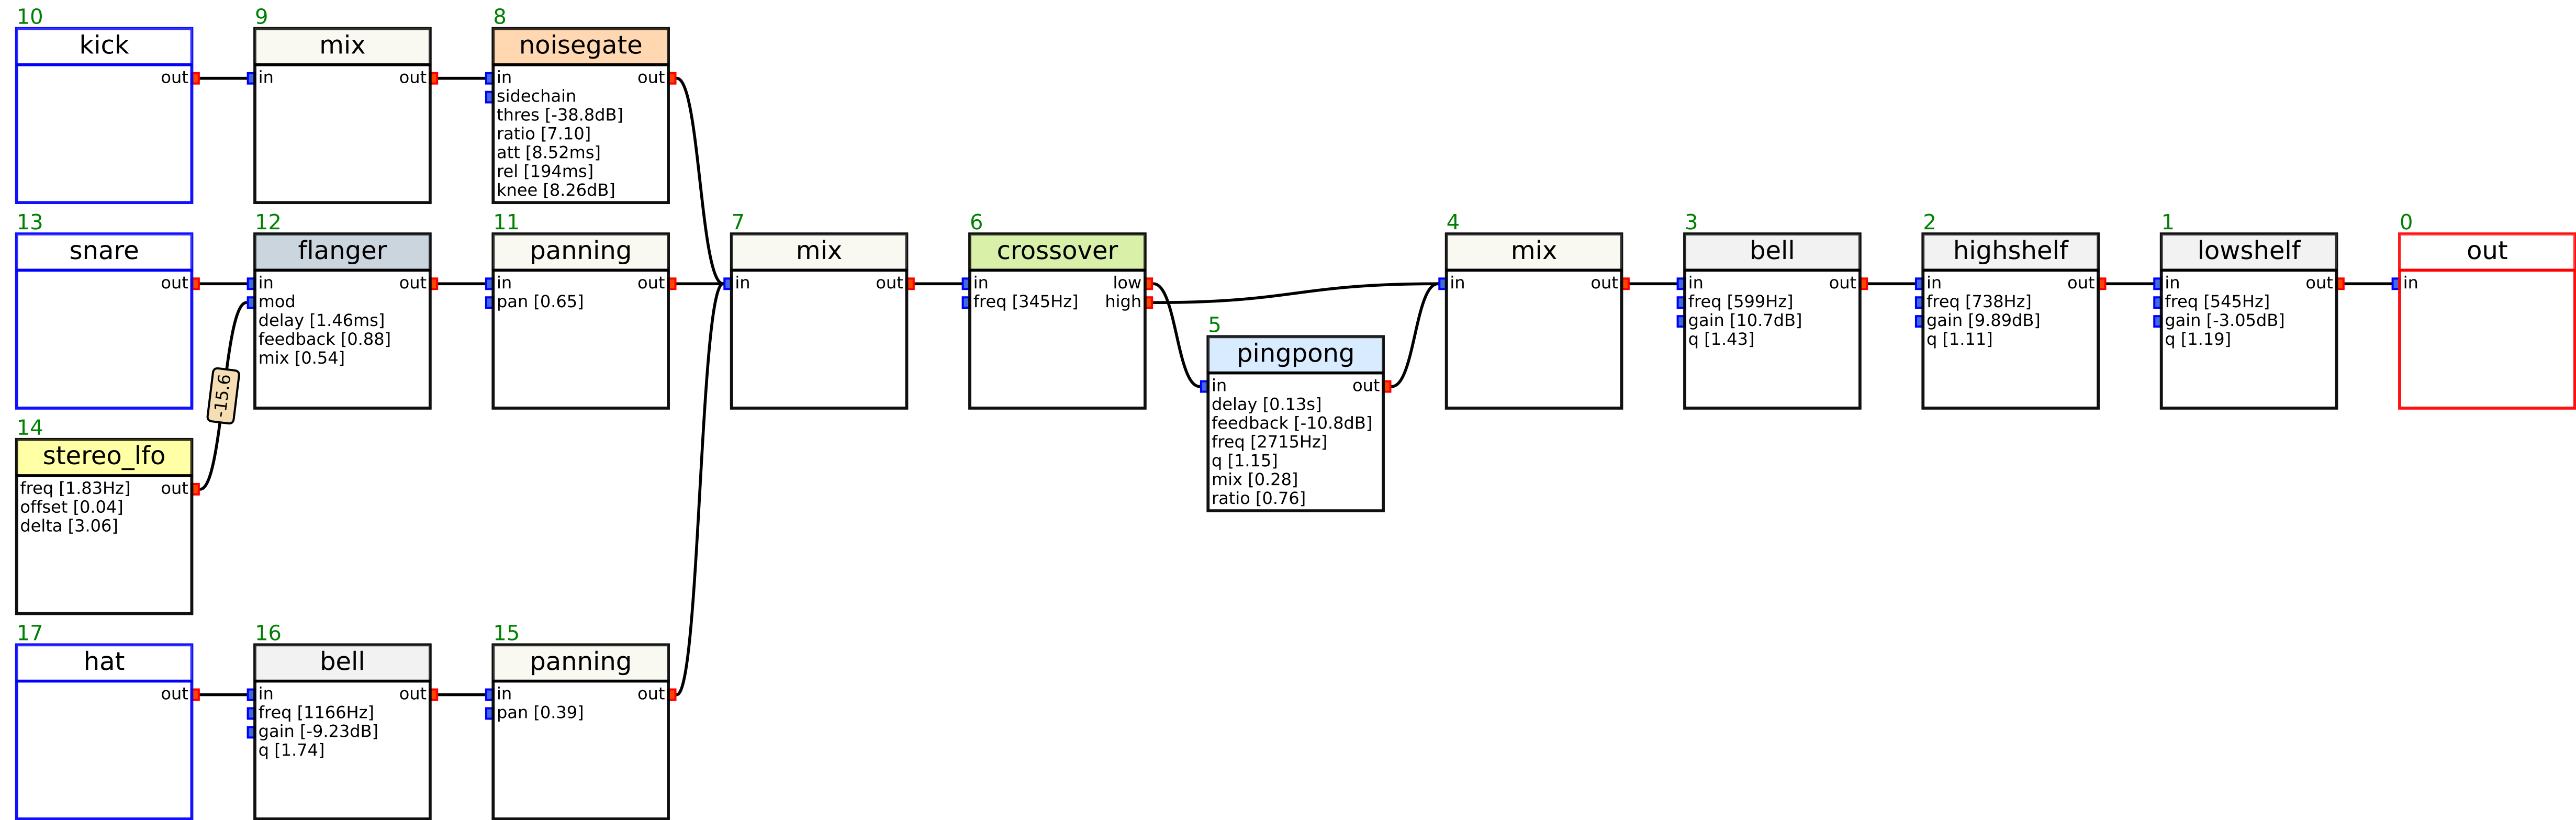 10
kick
out
9
mix
in out
8
noisegate
in out
sidechain
thres [-38.8dB]
ratio [7.10]
att [8.52ms]
rel [194ms]
knee [8.26dB]
13
snare
out
12
flanger
in out
mod
delay [1.46ms]
feedback [0.88]
mix [0.54]
11
panning
in out
pan [0.65]
7
mix
in out
6
crossover
in low
freq [345Hz] high
5
pingpong
in out
delay [0.13s]
feedback [-10.8dB]
freq [2715Hz]
q [1.15]
mix [0.28]
ratio [0.76]
4
mix
in out
3
bell
in out
freq [599Hz]
gain [10.7dB]
q [1.43]
2
highshelf
in out
freq [738Hz]
gain [9.89dB]
q [1.11]
1
lowshelf
in out
freq [545Hz]
gain [-3.05dB]
q [1.19]
0
out
in
-15.6
14
stereo_lfo
freq [1.83Hz] out
offset [0.04]
delta [3.06]
17
hat
out
16
bell
in out
freq [1166Hz]
gain [-9.23dB]
q [1.74]
15
panning
in out
pan [0.39]